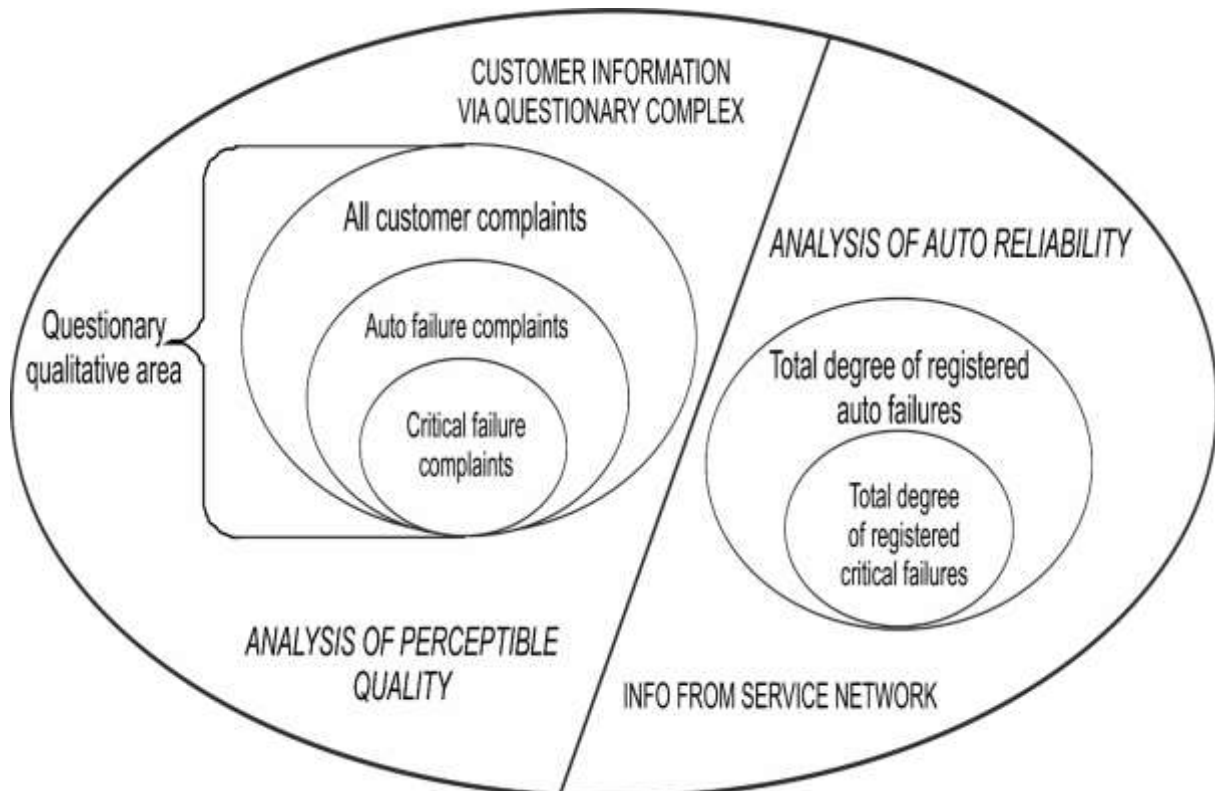 CUSTOMER INFORMATION
VIA QUESTIONARY COMPLEX
All customer complaints
Auto failure complaints
Critical failure
complaints
Questionary
qualitative area
ANALYSIS OF PERCEPTIBLE
QUALITY
ANALYSIS OF AUTO RELIABILITY
Total degree of registered
auto failures
Total degree
of registered
critical failures
INFO FROM SERVICE NETWORK